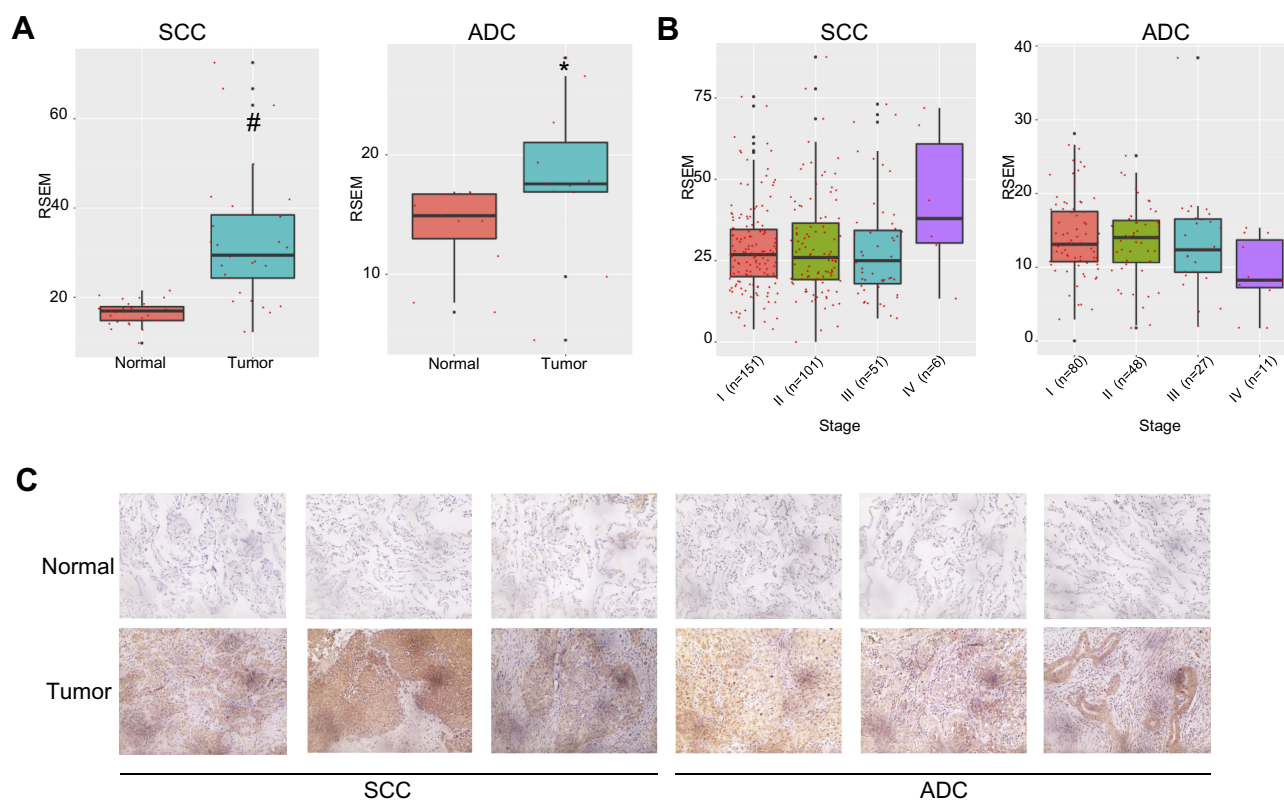 A
SCC
ADC
RSEM
60
40
20
#
Normal
Tumor
RSEM
20
10
*
Normal
Tumor
B
SCC
ADC
RSEM
75
50
25
0
I (n=151)
II (n=101)
III (n=51)
IV (n=6)
Stage
RSEM
40
30
20
10
0
I (n=80)
II (n=48)
III (n=27)
IV (n=11)
Stage
C
Normal
Tumor
SCC
ADC